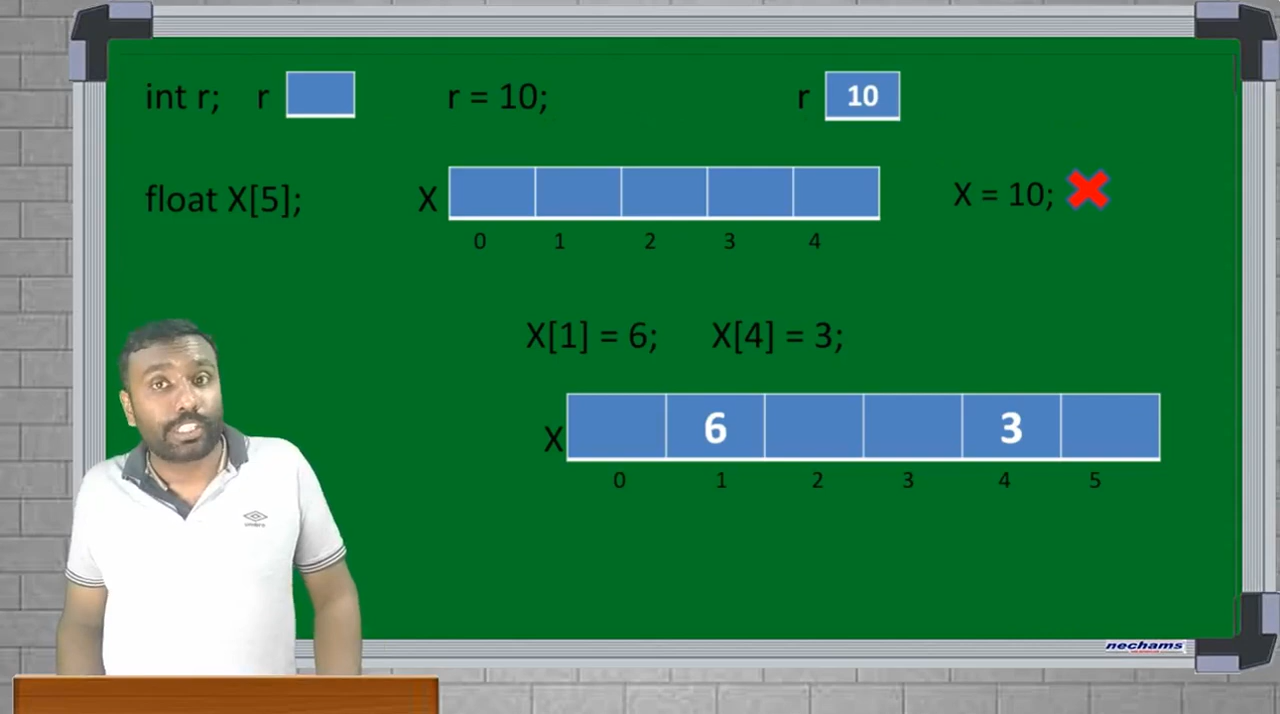 int r; r r = 10; r 10
float X[5]; X X = 10;
0 1 2 3 4
X[1] = 6; X[4] = 3;
X 6 3
0 1 2 3 4 5
umbro
nechams